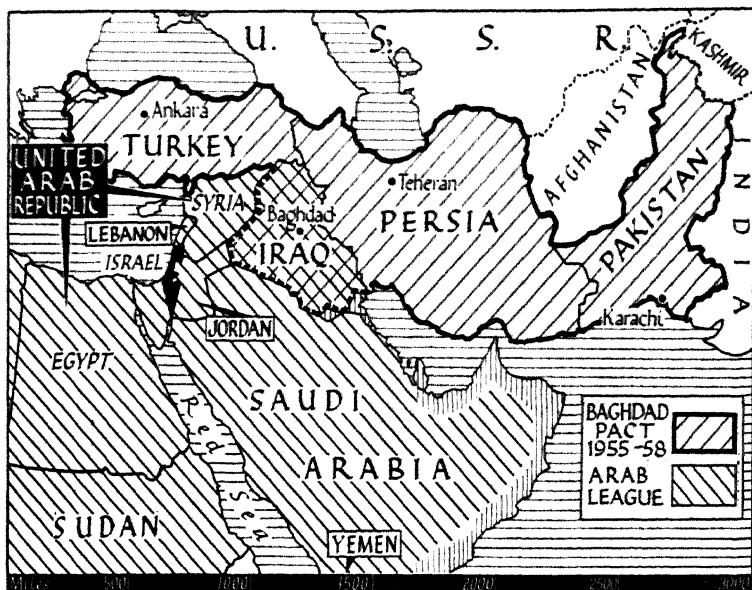 U. S. S. R.
KASHMIR
AFGHANISTAN
INDIA
Ankara
TURKEY
UNITED
ARAB
REPUBLIC
SYRIA
Teheran
PERSIA
PAKISTAN
Baghdad
IRAQ
LEBANON
ISRAEL
Karachi
JORDAN
EGYPT
SAUDI
ARABIA
Red Sea
BAGHDAD
PACT
1955-58
ARAB
LEAGUE
SUDAN
YEMEN
Miles 500 1000 1500 2000 2500 3000